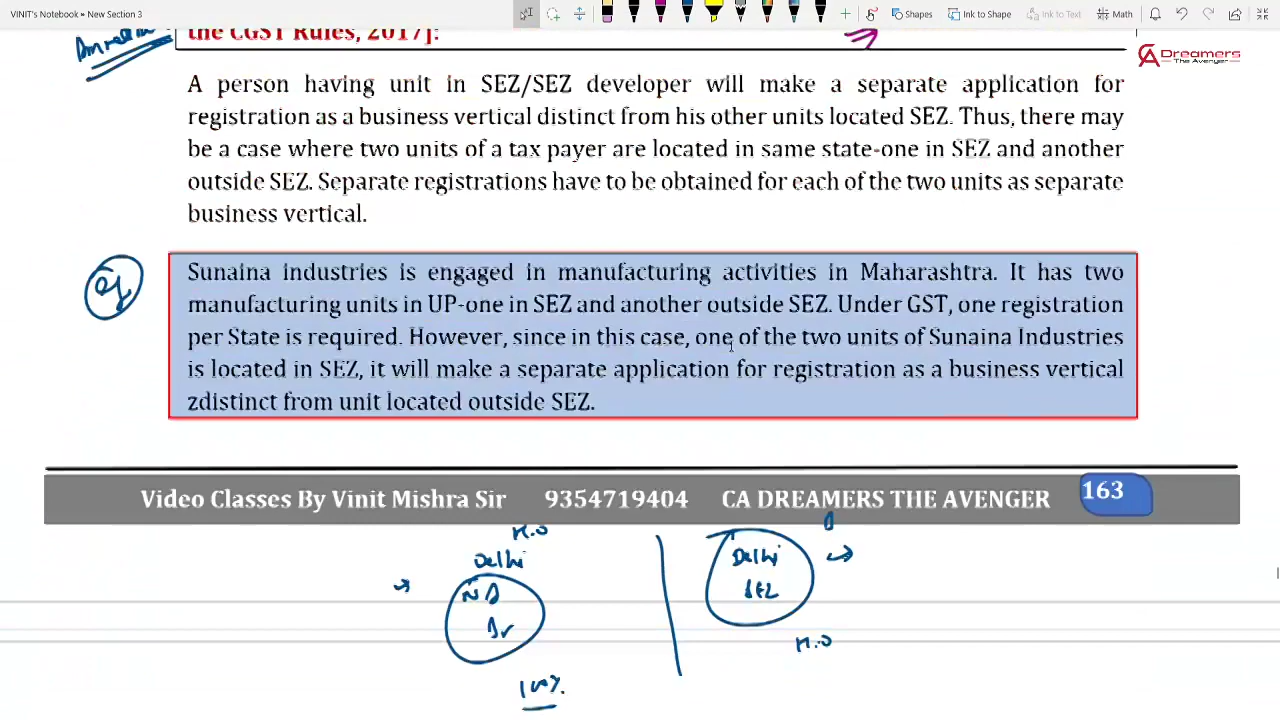 VINIT's Notebook » New Section 3
Shapes Ink to Shape Ink to Text Math
the CGST Rules, 2017]:
CA Dreamers
The Avenger
A person having unit in SEZ/SEZ developer will make a separate application for
registration as a business vertical distinct from his other units located SEZ. Thus, there may
be a case where two units of a tax payer are located in same state-one in SEZ and another
outside SEZ. Separate registrations have to be obtained for each of the two units as separate
business vertical.
Sunaina industries is engaged in manufacturing activities in Maharashtra. It has two
manufacturing units in UP-one in SEZ and another outside SEZ. Under GST, one registration
per State is required. However, since in this case, one of the two units of Sunaina Industries
is located in SEZ, it will make a separate application for registration as a business vertical
zdistinct from unit located outside SEZ.
Video Classes By Vinit Mishra Sir 9354719404 CA DREAMERS THE AVENGER 163
H.O
Delhi Delhi
SEZ
H.O
100%